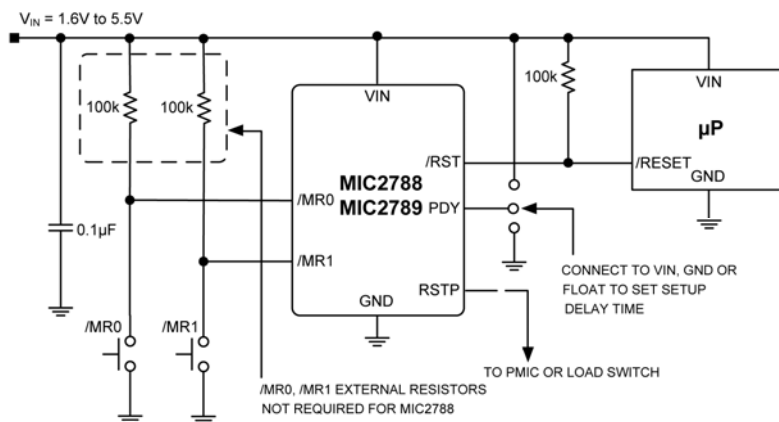 V_IN = 1.6V to 5.5V
100k
100k
100k
VIN
VIN
µP
/RST
/RESET
GND
MIC2788
MIC2789
/MR0
PDY
0.1µF
/MR1
CONNECT TO VIN, GND OR
FLOAT TO SET SETUP
DELAY TIME
RSTP
GND
/MR0
/MR1
TO PMIC OR LOAD SWITCH
/MR0, /MR1 EXTERNAL RESISTORS
NOT REQUIRED FOR MIC2788